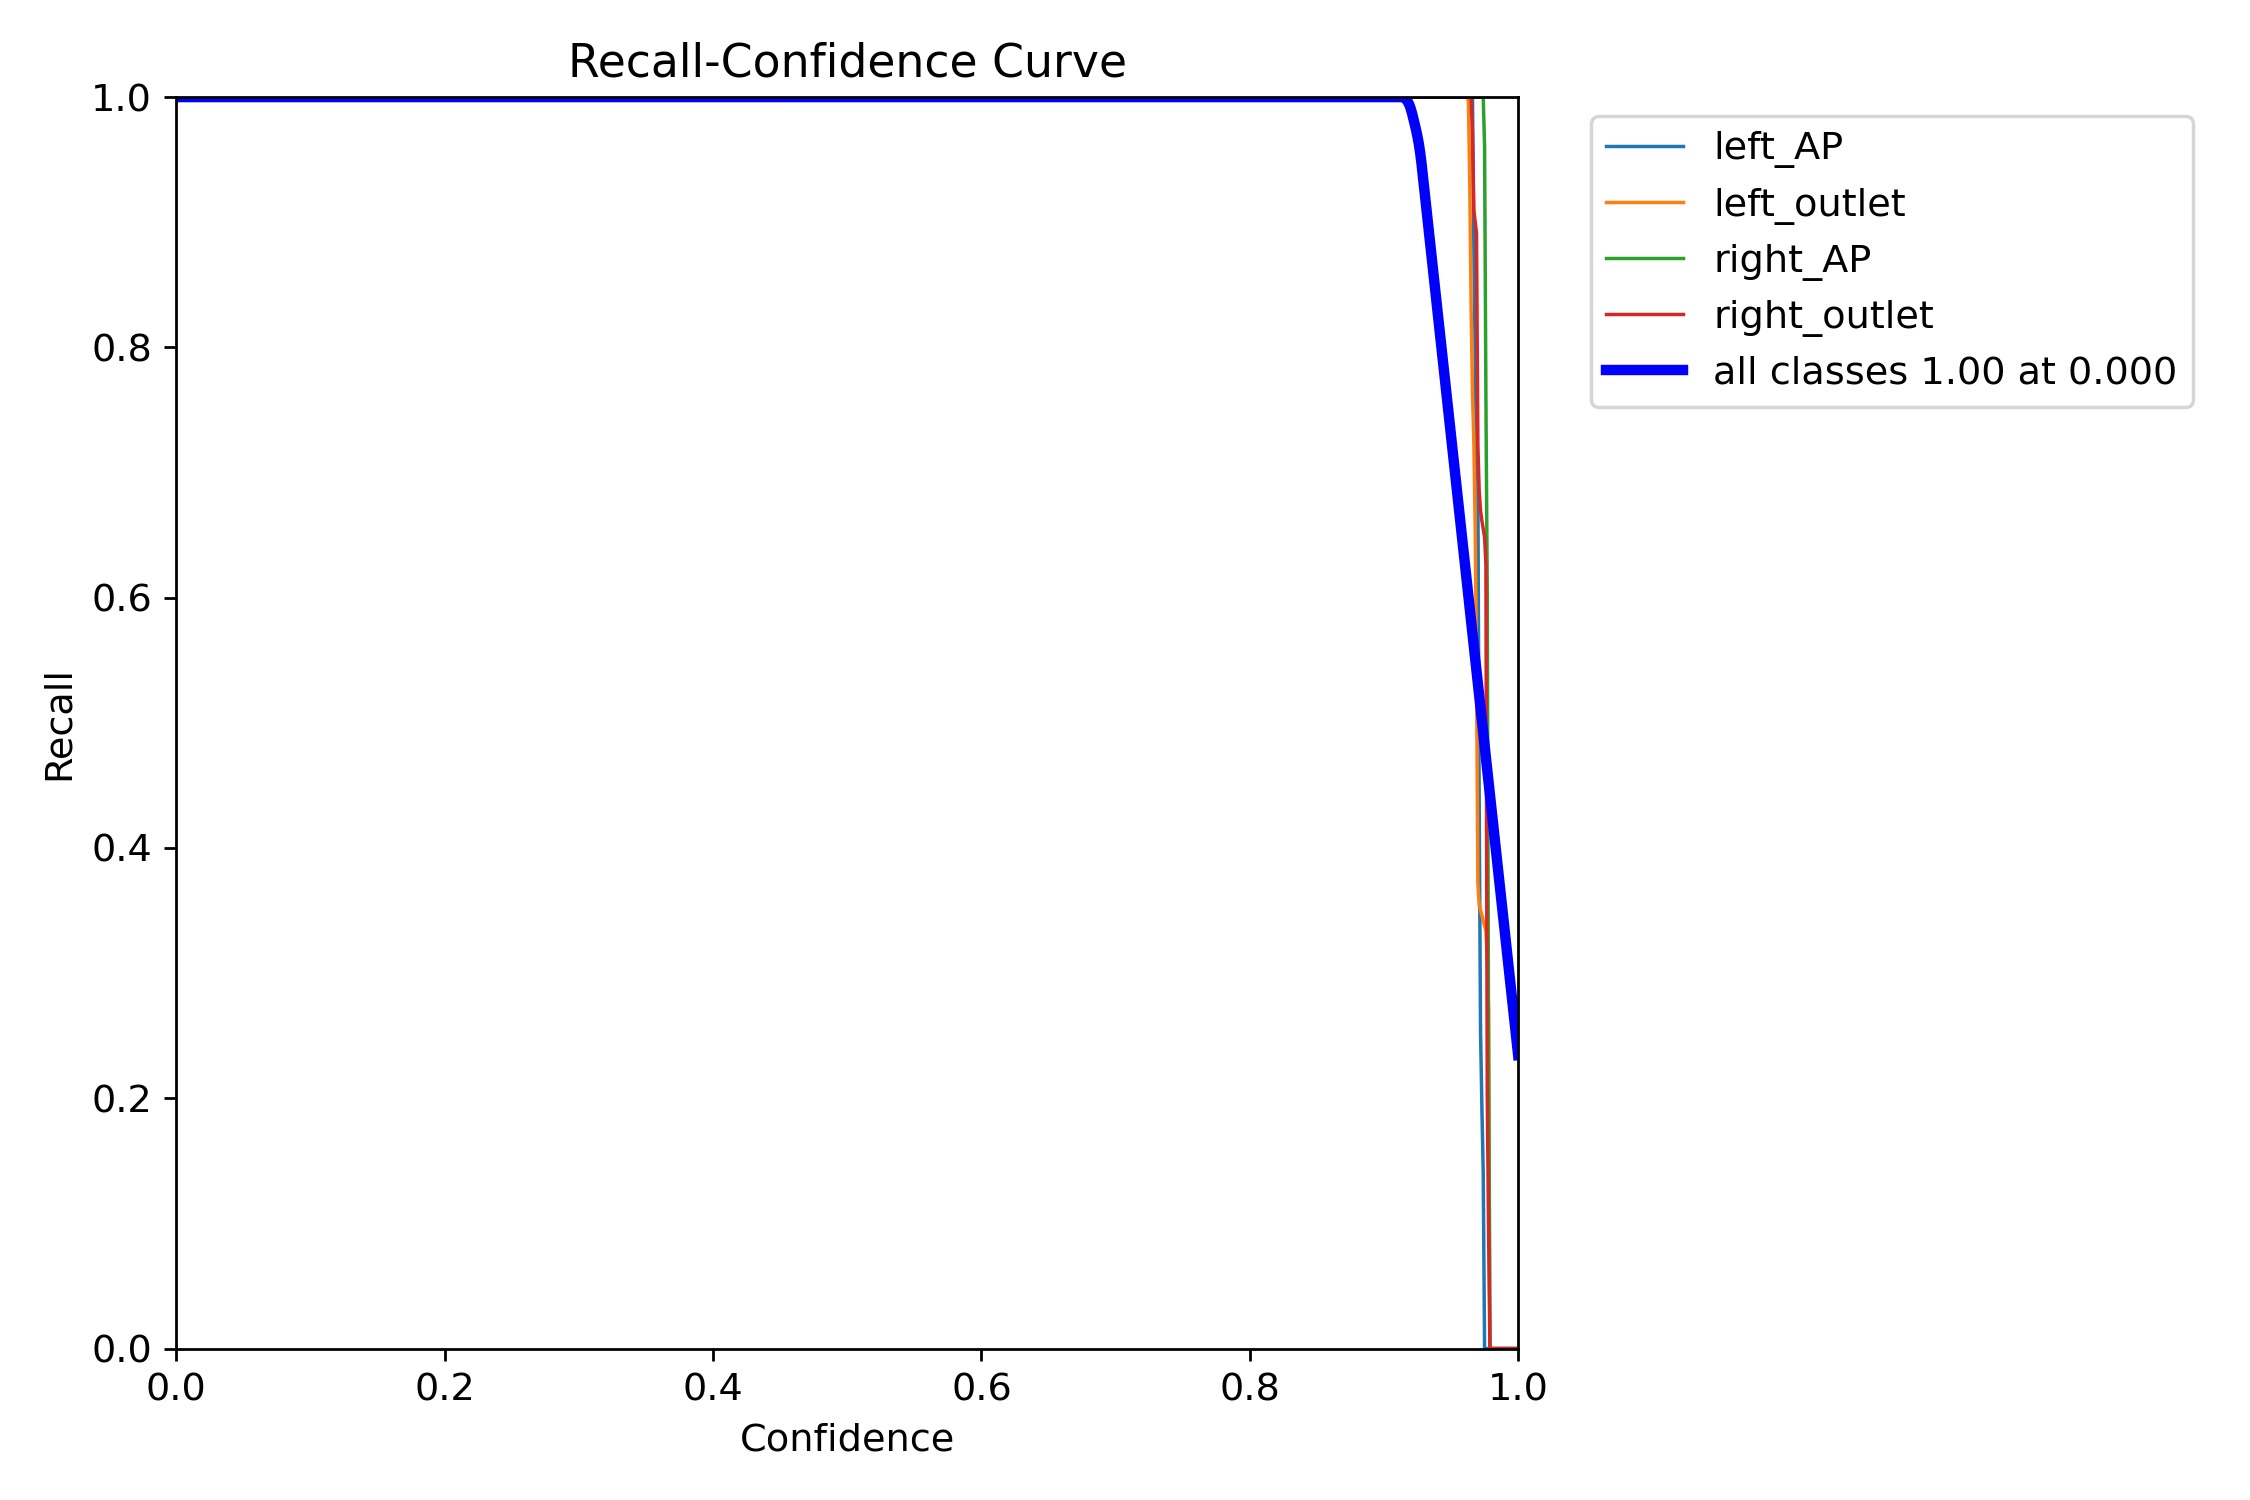 Recall-Confidence Curve
1.0
0.8
0.6
0.4
0.2
0.0
Recall
0.0 0.2 0.4 0.6 0.8 1.0
Confidence
left_AP
left_outlet
right_AP
right_outlet
all classes 1.00 at 0.000